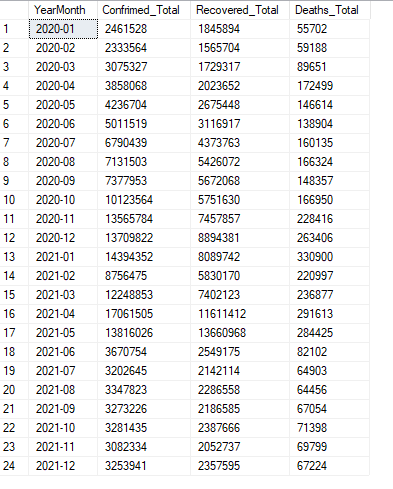 YearMonth Confrimed_Total Recovered_Total Deaths_Total
1 2020-01 2461528 1845894 55702
2 2020-02 2333564 1565704 59188
3 2020-03 3075327 1729317 89651
4 2020-04 3858068 2023652 172499
5 2020-05 4236704 2675448 146614
6 2020-06 5011519 3116917 138904
7 2020-07 6790439 4373763 160135
8 2020-08 7131503 5426072 166324
9 2020-09 7377953 5672068 148357
10 2020-10 10123564 5751630 166950
11 2020-11 13565784 7457857 228416
12 2020-12 13709822 8894381 263406
13 2021-01 14394352 8089742 330900
14 2021-02 8756475 5830170 220997
15 2021-03 12248853 7402123 236877
16 2021-04 17061505 11611412 291613
17 2021-05 13816026 13660968 284425
18 2021-06 3670754 2549175 82102
19 2021-07 3202645 2142114 64903
20 2021-08 3347823 2286558 64456
21 2021-09 3273226 2186585 67054
22 2021-10 3281435 2387666 71398
23 2021-11 3082334 2052737 69799
24 2021-12 3253941 2357595 67224